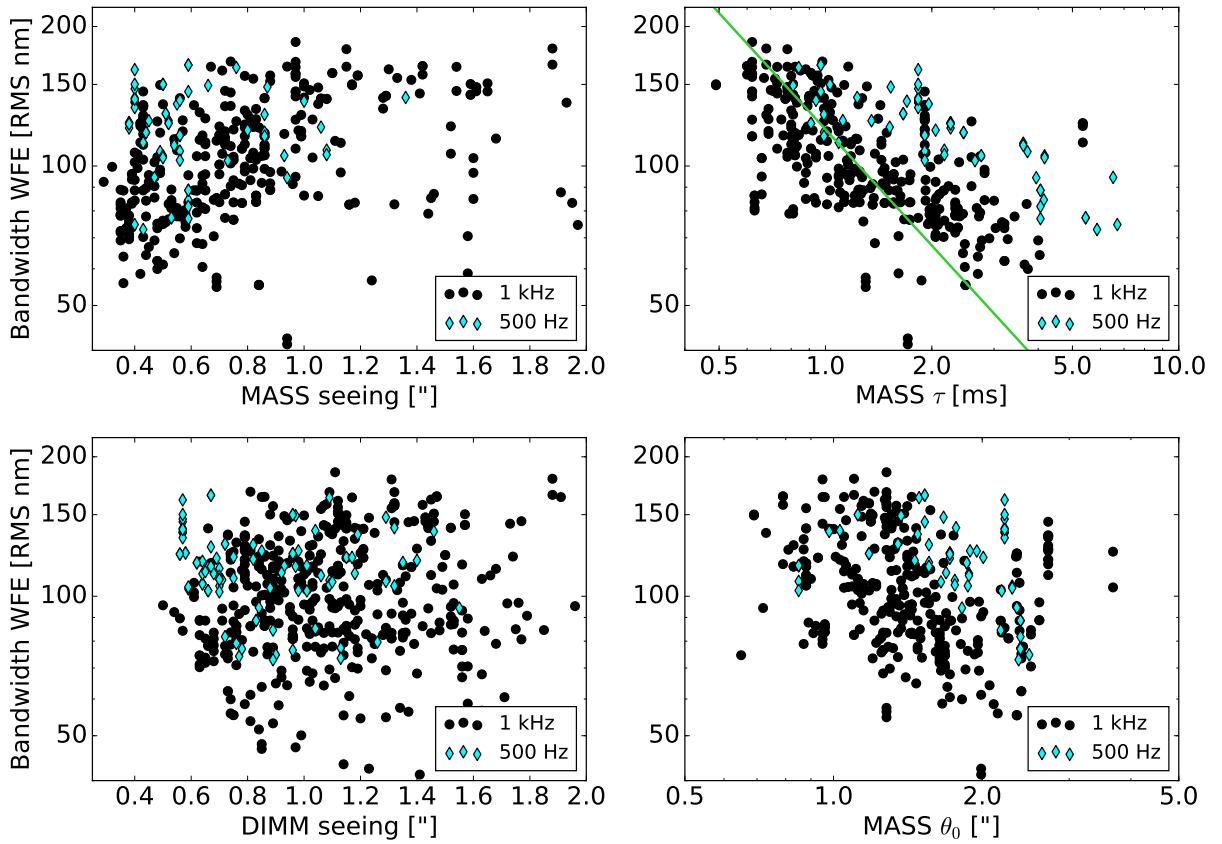 Bandwidth WFE [RMS nm]
200
150
100
50
1 kHz
500 Hz
0.4 0.6 0.8 1.0 1.2 1.4 1.6 1.8 2.0
MASS seeing ["]
200
150
100
50
1 kHz
500 Hz
0.5 1.0 2.0 5.0 10.0
MASS τ [ms]
Bandwidth WFE [RMS nm]
200
150
100
50
1 kHz
500 Hz
0.4 0.6 0.8 1.0 1.2 1.4 1.6 1.8 2.0
DIMM seeing ["]
200
150
100
50
1 kHz
500 Hz
0.5 1.0 2.0 5.0
MASS θ₀ ["]